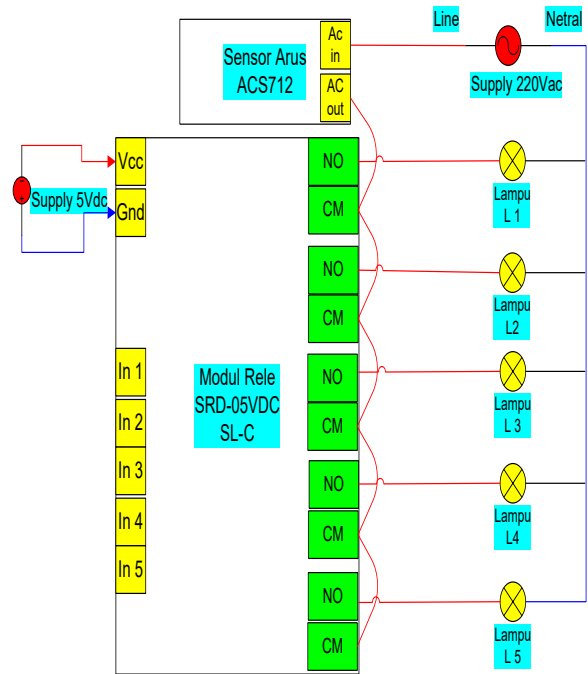 Line
Netral
Sensor Arus
ACS712
Ac
in
AC
out
Supply 220Vac
Vcc
Gnd
Supply 5Vdc
NO
CM
Lampu
L 1
NO
CM
Lampu
L2
In 1
In 2
In 3
In 4
In 5
Modul Rele
SRD-05VDC
SL-C
NO
CM
Lampu
L 3
NO
CM
Lampu
L4
NO
CM
Lampu
L 5